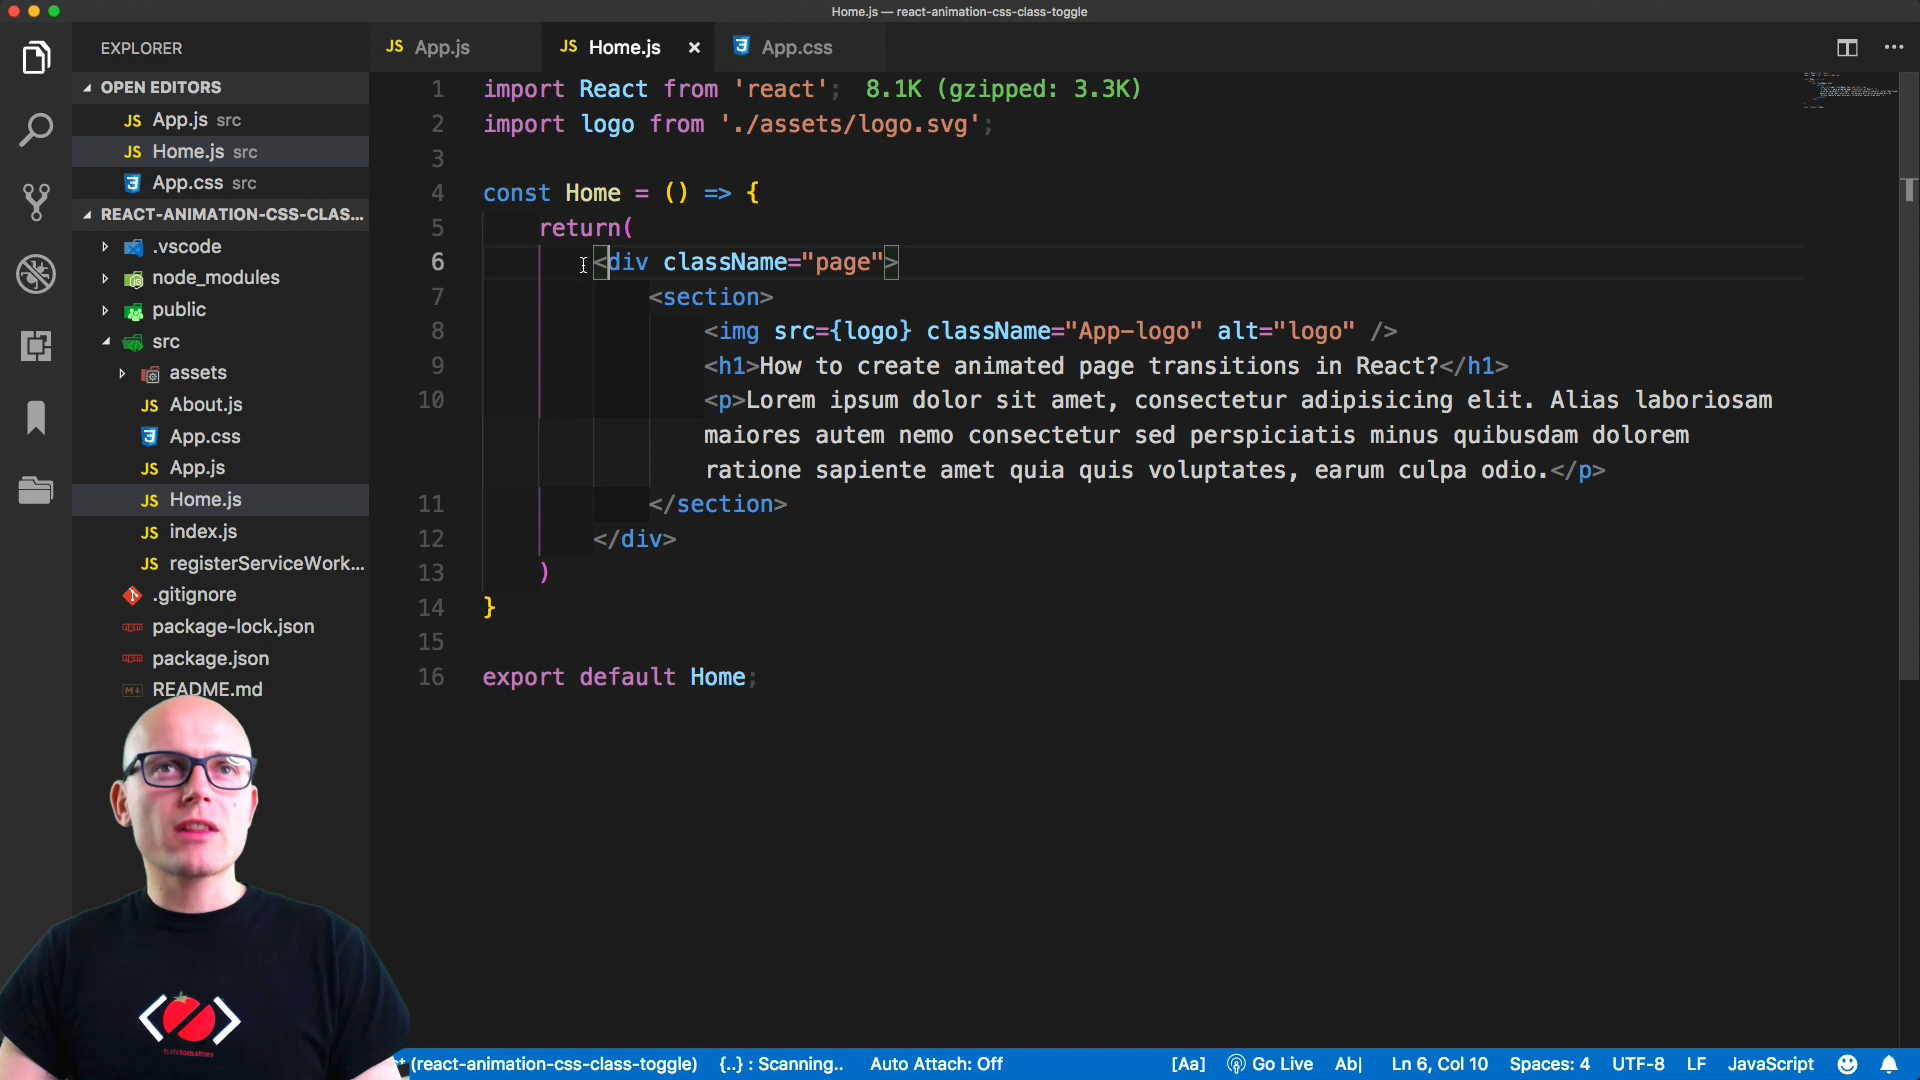 Home.js — react-animation-css-class-toggle
EXPLORER
OPEN EDITORS
JS App.js src
JS Home.js src
App.css src
REACT-ANIMATION-CSS-CLAS...
.vscode
node_modules
public
src
assets
JS About.js
App.css
JS App.js
JS Home.js
JS index.js
JS registerServiceWork...
.gitignore
package-lock.json
package.json
README.md
JS App.js
JS Home.js ×
App.css
1 import React from 'react'; 8.1K (gzipped: 3.3K)
2 import logo from './assets/logo.svg';
3
4 const Home = () => {
5 return(
6 <div className="page">
7 <section>
8 <img src={logo} className="App-logo" alt="logo" />
9 <h1>How to create animated page transitions in React?</h1>
10 <p>Lorem ipsum dolor sit amet, consectetur adipisicing elit. Alias laboriosam
maiores autem nemo consectetur sed perspiciatis minus quibusdam dolorem
ratione sapiente amet quia quis voluptates, earum culpa odio.</p>
11 </section>
12 </div>
13 )
14 }
15
16 export default Home;
(react-animation-css-class-toggle)
{..} : Scanning..
Auto Attach: Off
[Aa]
Go Live
Ab|
Ln 6, Col 10
Spaces: 4
UTF-8
LF
JavaScript